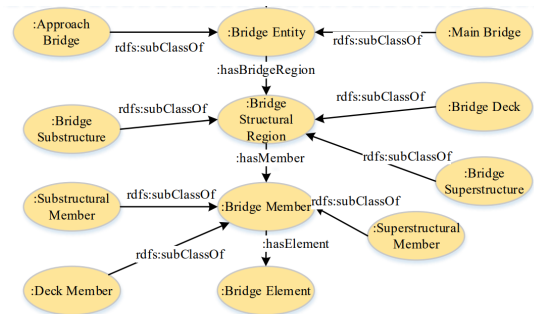 :Approach
Bridge
rdfs:subClassOf
:Bridge Entity
rdfs:subClassOf
:Main Bridge
:hasBridgeRegion
:Bridge
Substructure
rdfs:subClassOf
:Bridge
Structural
Region
rdfs:subClassOf
:Bridge Deck
:hasMember
rdfs:subClassOf
:Bridge
Superstructure
:Substructural
Member
rdfs:subClassOf
:Bridge Member
rdfs:subClassOf
:Superstructural
Member
:hasElement
rdfs:subClassOf
:Deck Member
:Bridge Element